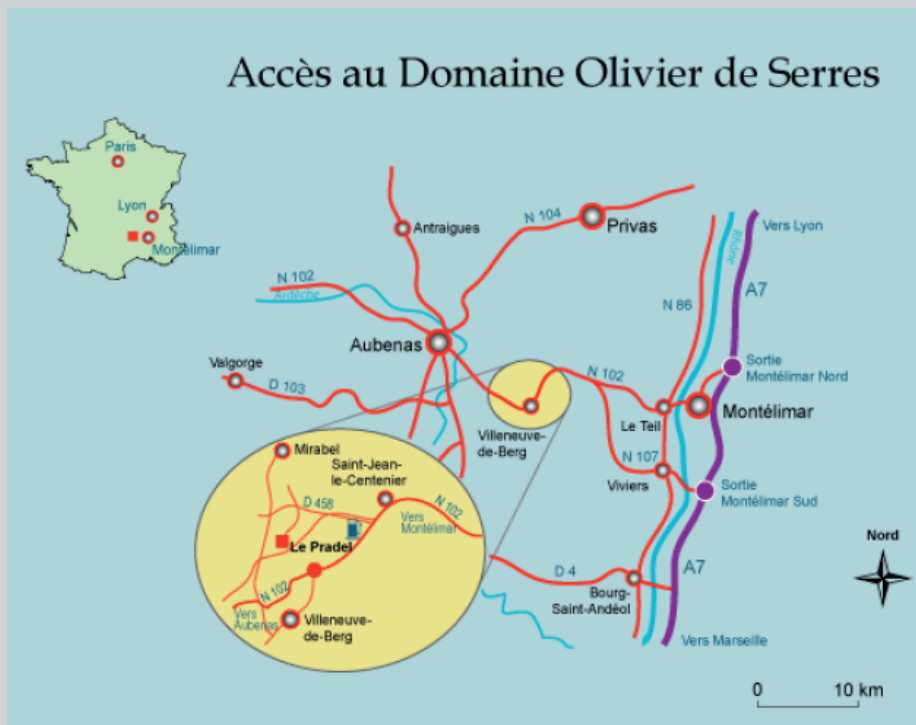 Accès au Domaine Olivier de Serres
Paris
Lyon
Montélimar
Antraigues
N 104
Privas
Vers Lyon
Rhône
N 102
Ardèche
A7
N 86
Aubenas
Sortie
Montélimar Nord
Valgorge
D 103
N 102
Montélimar
Le Teil
Villeneuve-
de-Berg
N 107
Viviers
Sortie
Montélimar Sud
Mirabel
Saint-Jean-
le-Centenier
D 458
N 102
Vers
Montélimar
Le Pradel
N 102
Vers
Aubenas
Villeneuve-
de-Berg
D 4
Bourg-
Saint-Andéol
A7
Vers Marseille
Nord
0
10 km